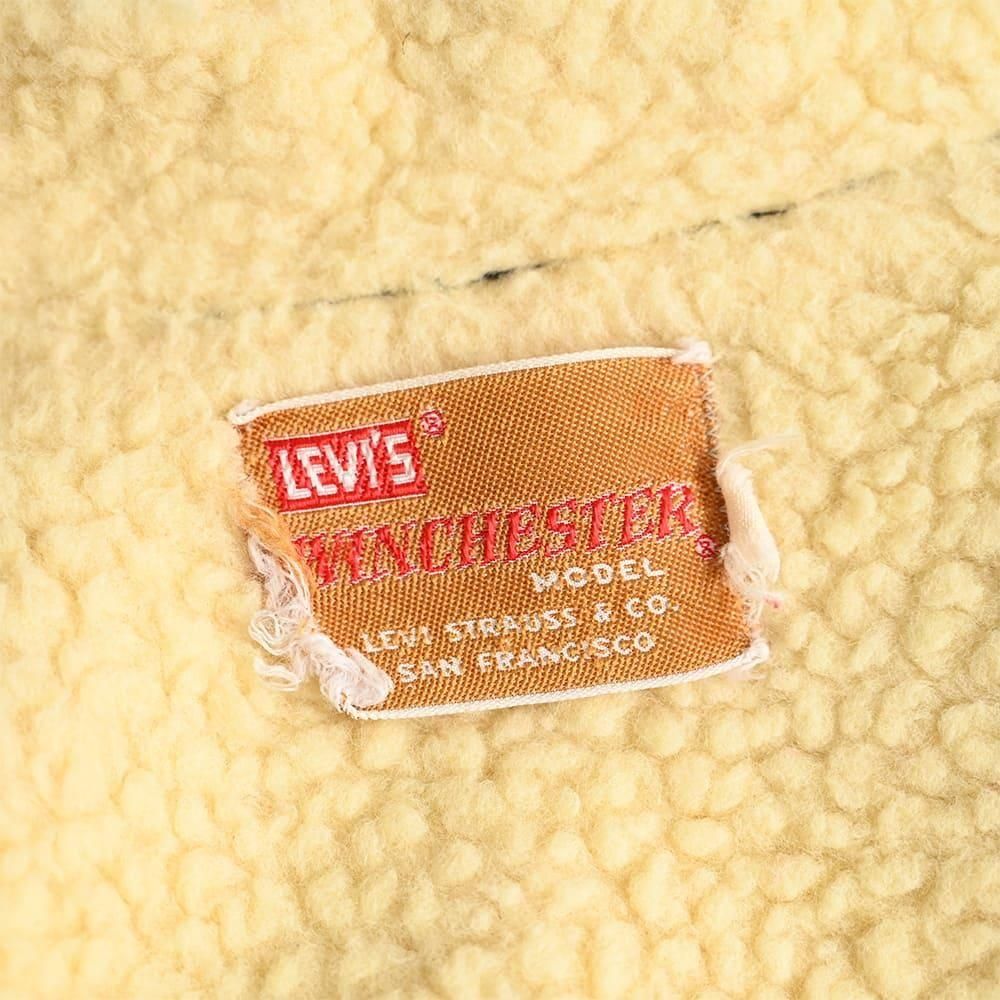 LEVI'S ®
WINCHESTER ®
MODEL
LEVI STRAUSS & CO.
SAN FRANCISCO